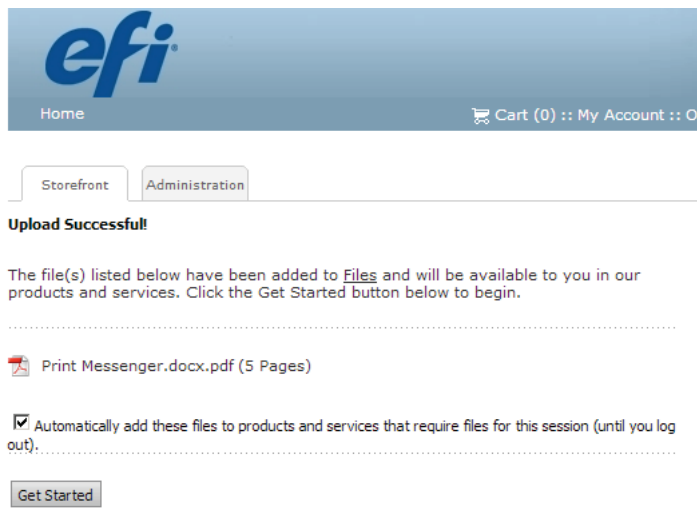 efi
Home
Cart (0) :: My Account :: O
Storefront
Administration
Upload Successful!
The file(s) listed below have been added to Files and will be available to you in our
products and services. Click the Get Started button below to begin.
Print Messenger.docx.pdf (5 Pages)
Automatically add these files to products and services that require files for this session (until you log
out).
Get Started